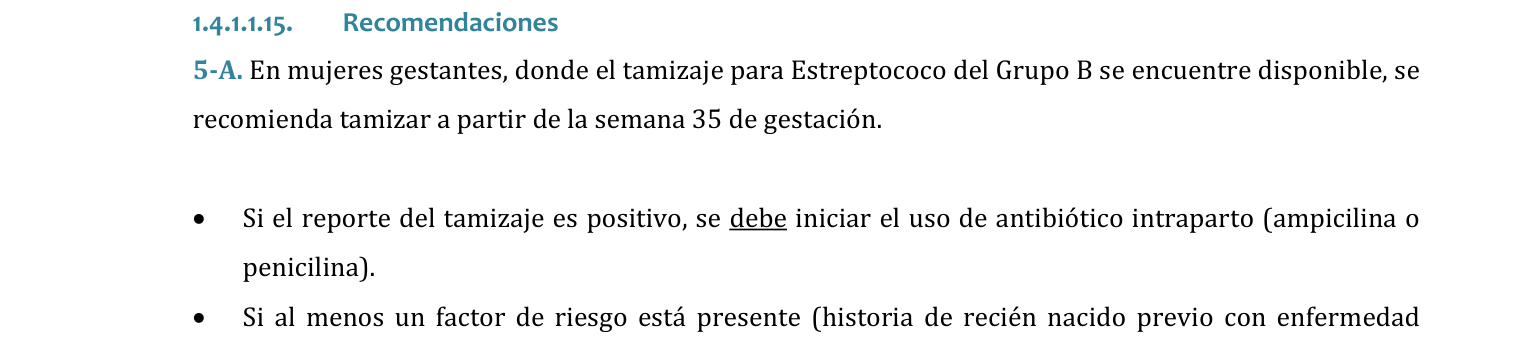 1.4.1.1.15. Recomendaciones
5-A. En mujeres gestantes, donde el tamizaje para Estreptococo del Grupo B se encuentre disponible, se
recomienda tamizar a partir de la semana 35 de gestación.
• Si el reporte del tamizaje es positivo, se debe iniciar el uso de antibiótico intraparto (ampicilina o
penicilina).
• Si al menos un factor de riesgo está presente (historia de recién nacido previo con enfermedad